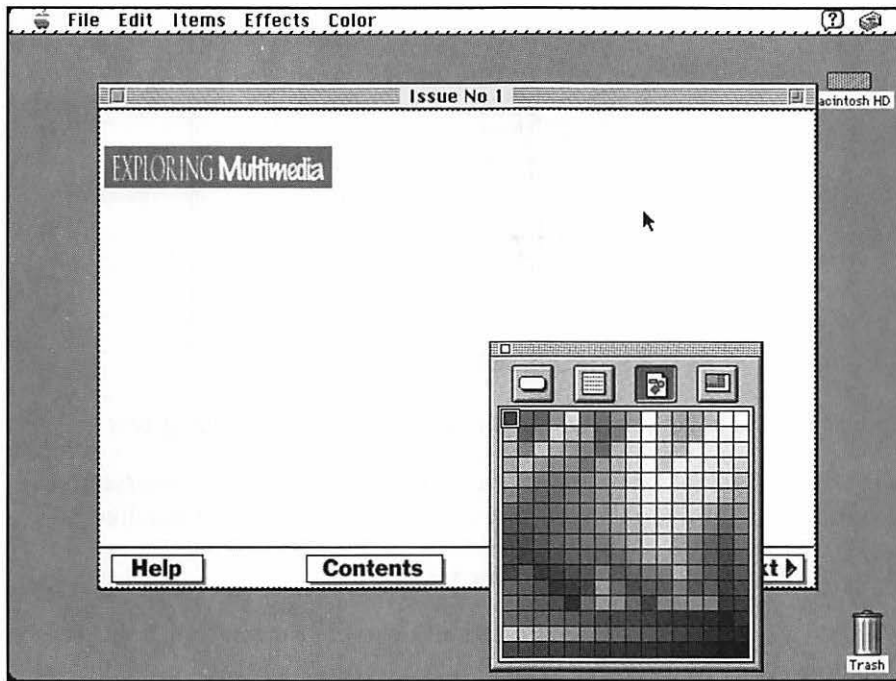 File Edit Items Effects Color
Issue No 1
acintosh HD
EXPLORING Multimedia
Help Contents xt
Trash